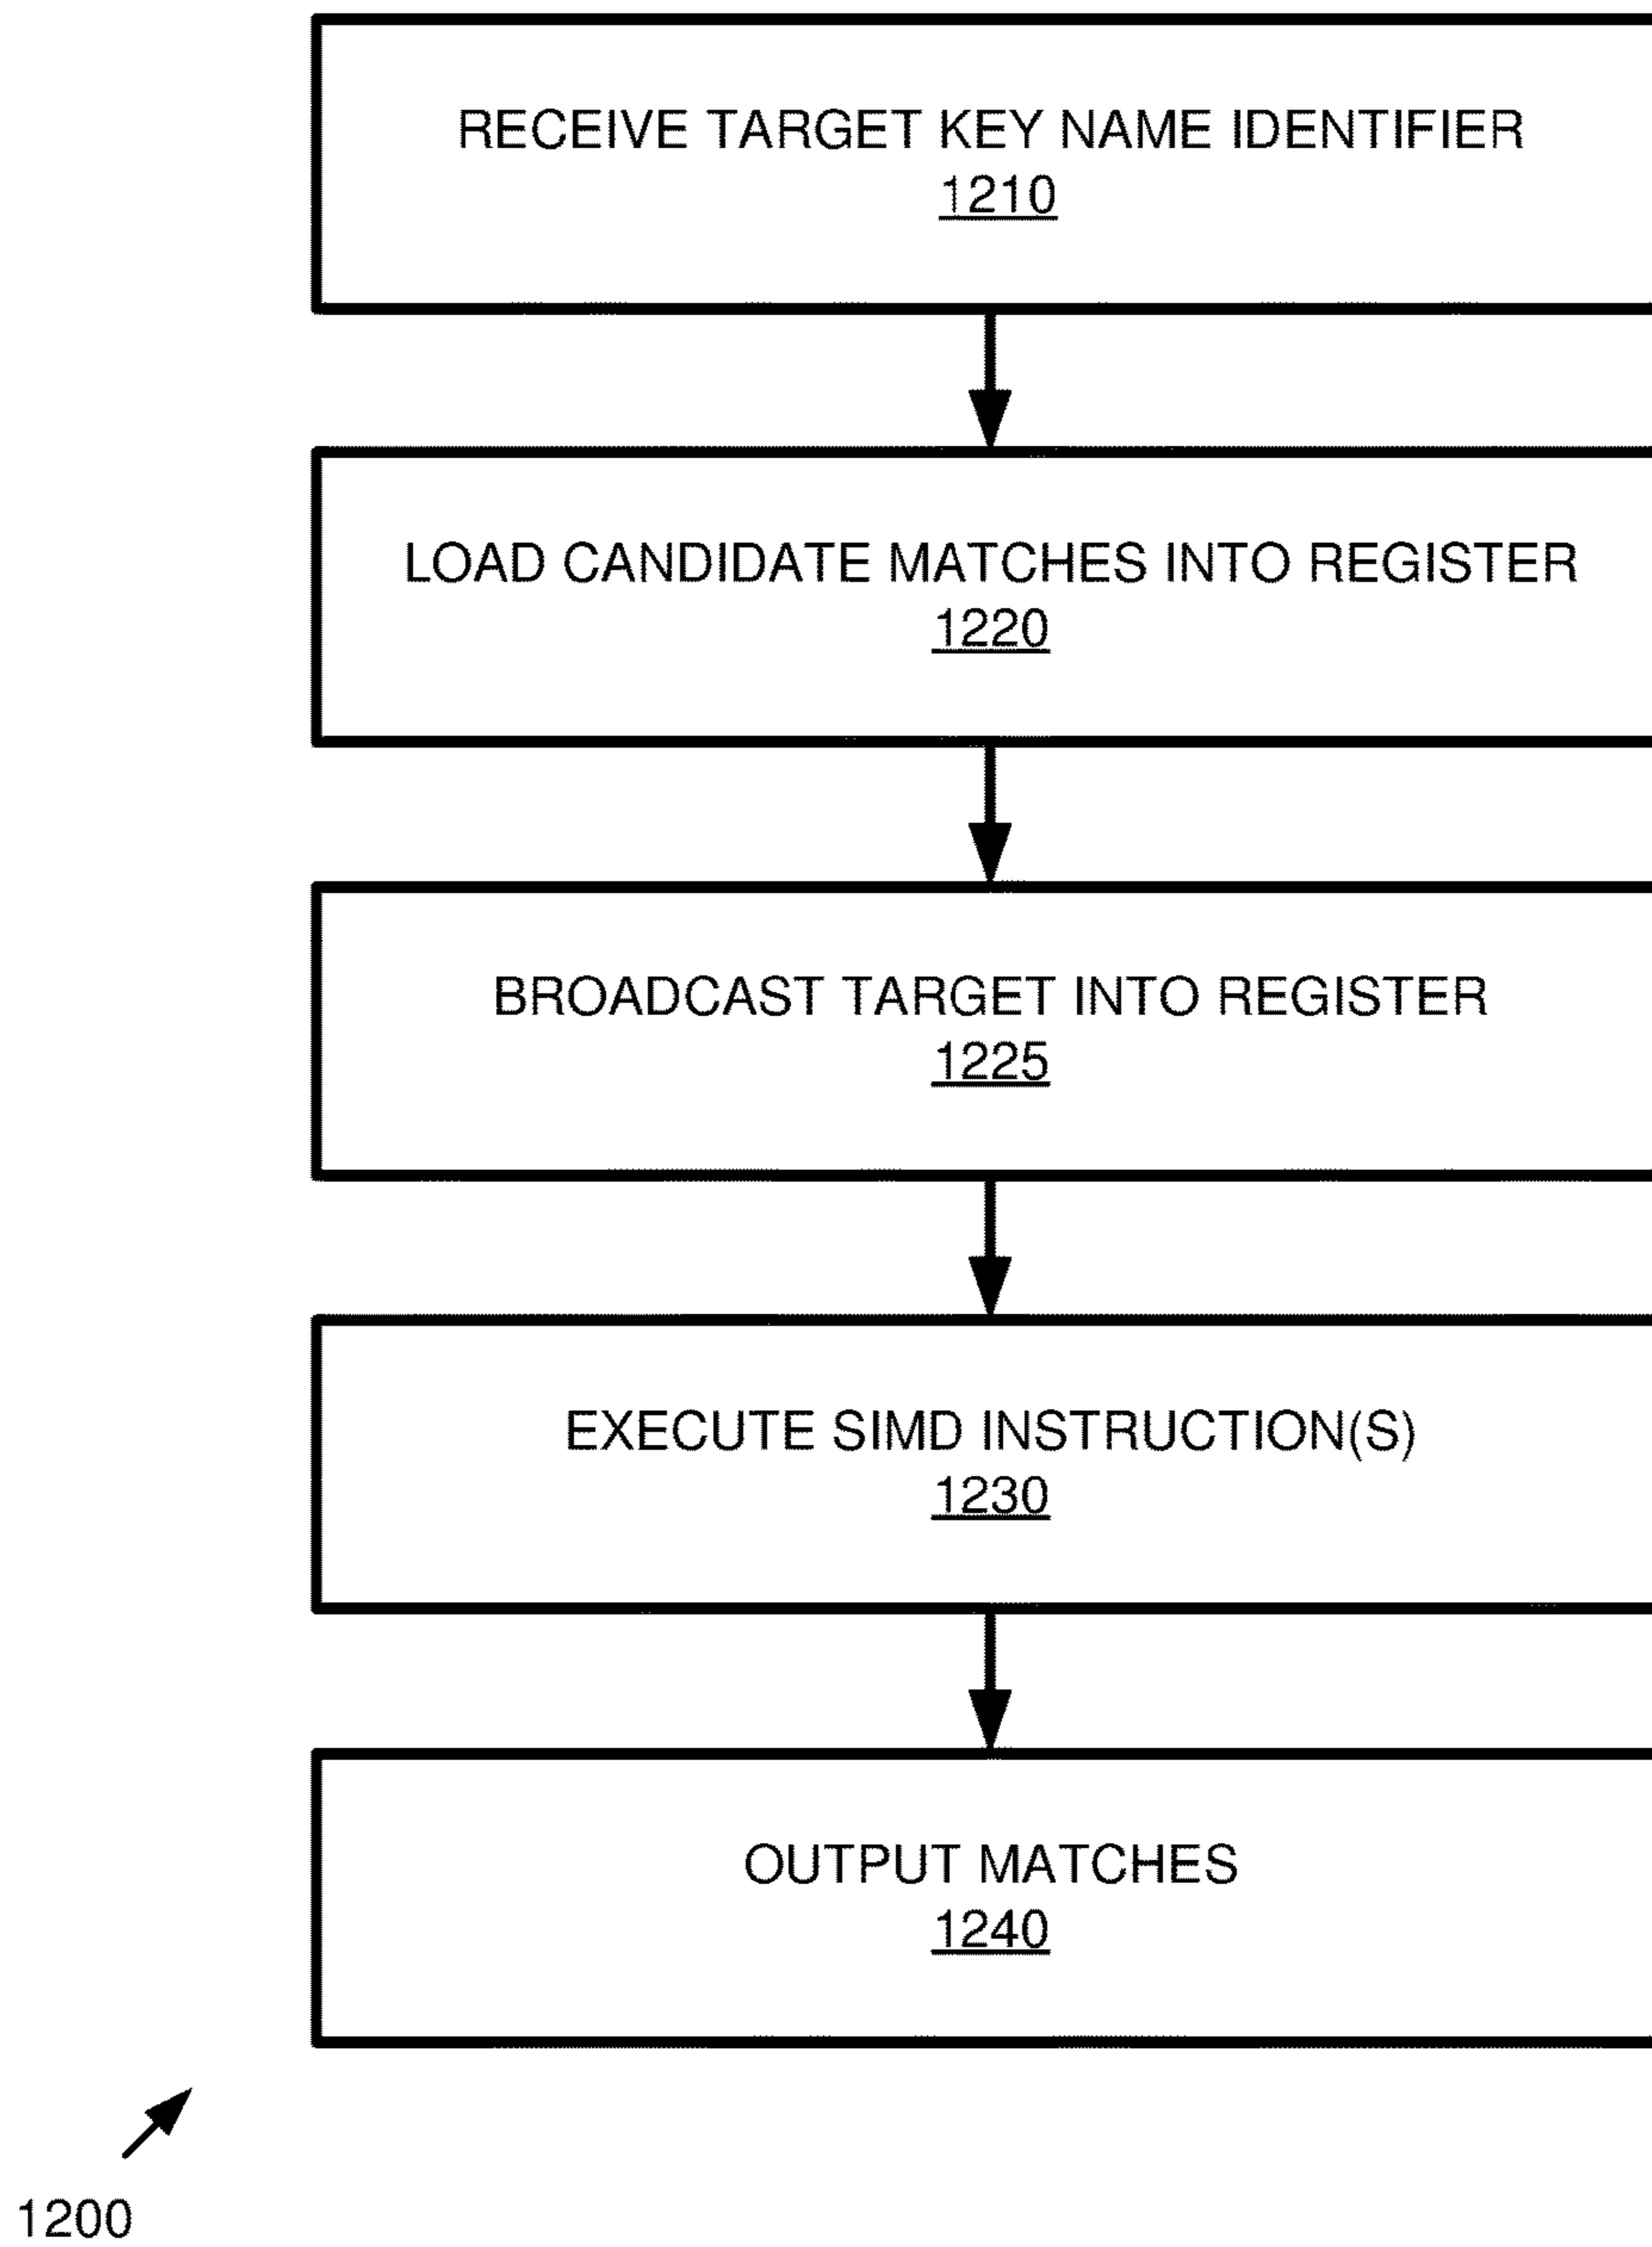 RECEIVE TARGET KEY NAME IDENTIFIER
1210
LOAD CANDIDATE MATCHES INTO REGISTER
1220
BROADCAST TARGET INTO REGISTER
1225
EXECUTE SIMD INSTRUCTION(S)
1230
OUTPUT MATCHES
1240
1200